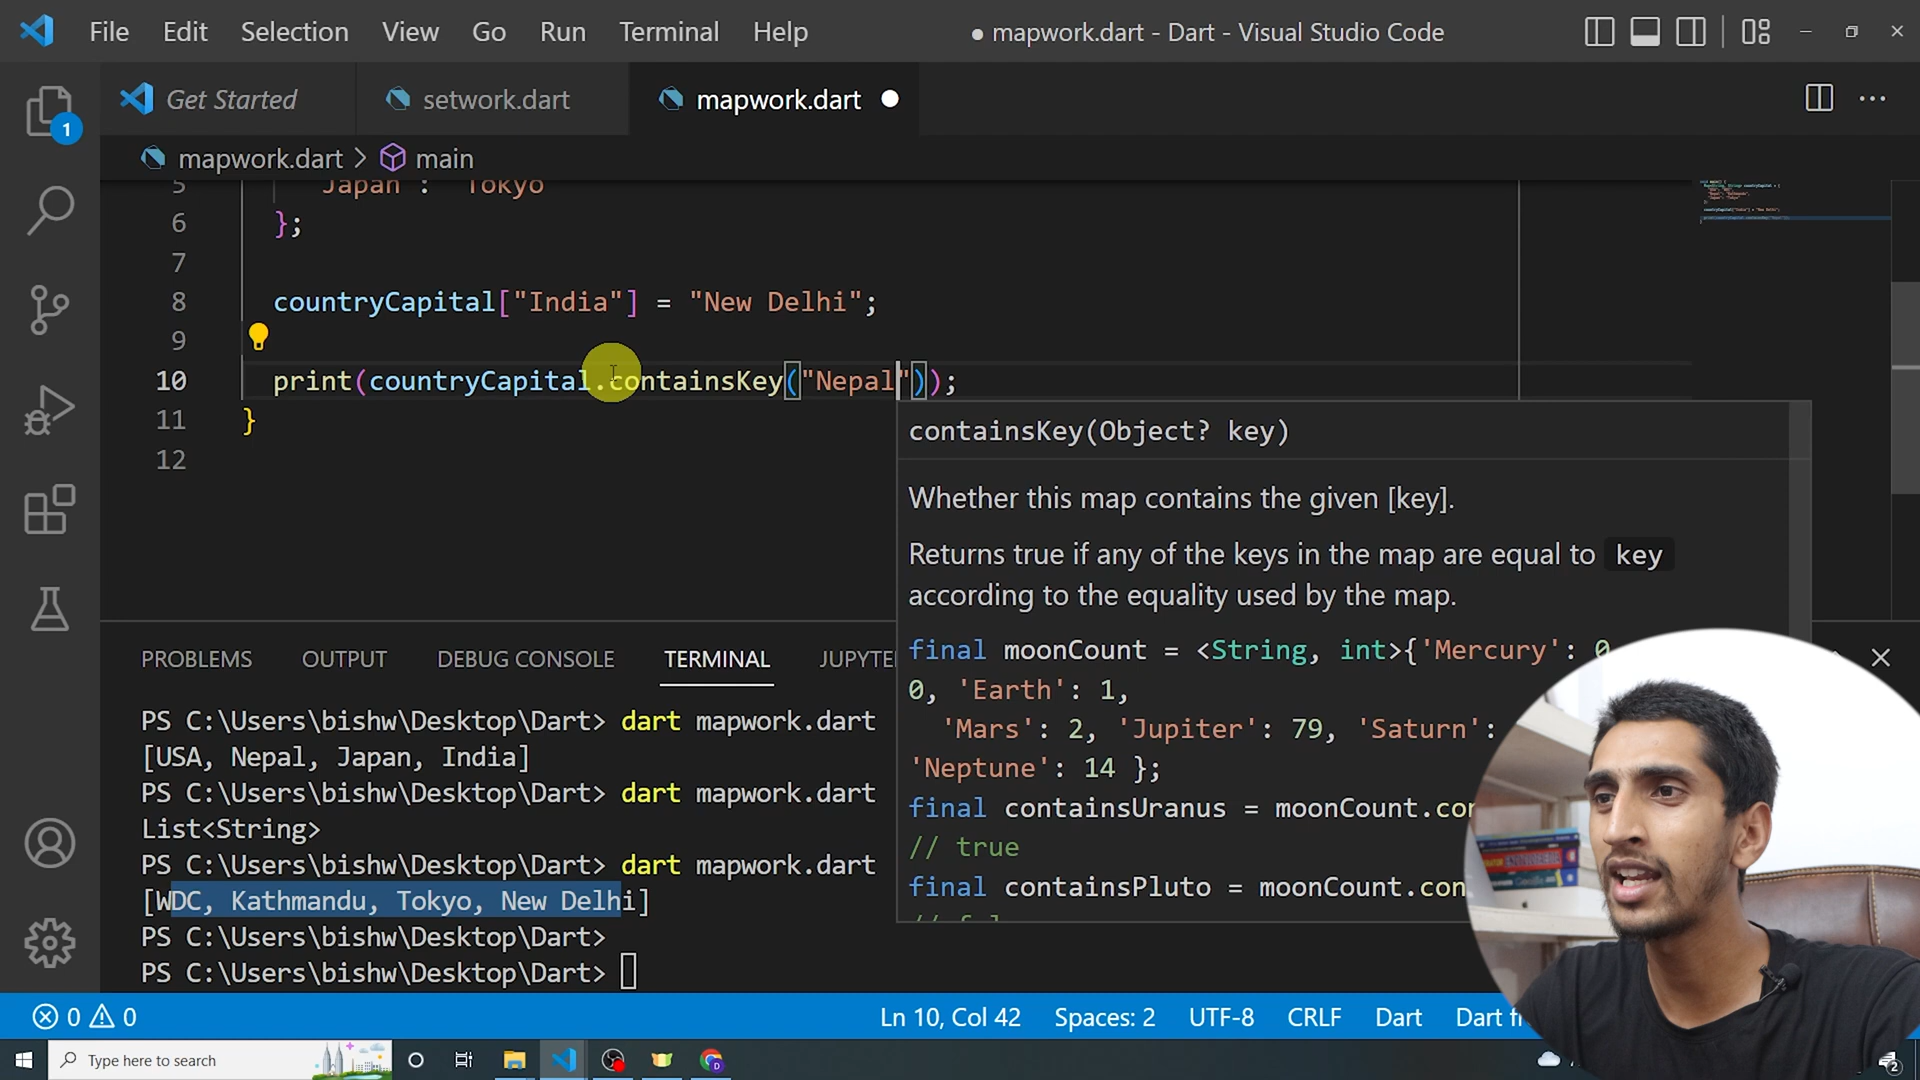 File Edit Selection View Go Run Terminal Help
● mapwork.dart - Dart - Visual Studio Code
Get Started setwork.dart mapwork.dart
1
mapwork.dart > main
5 "Japan": "Tokyo"
6 };
7
8 countryCapital["India"] = "New Delhi";
9
10 print(countryCapital.containsKey("Nepal"));
11 }
12
containsKey(Object? key)
Whether this map contains the given [key].
Returns true if any of the keys in the map are equal to key
according to the equality used by the map.
final moonCount = <String, int>{'Mercury': 0
0, 'Earth': 1,
'Mars': 2, 'Jupiter': 79, 'Saturn':
'Neptune': 14 };
final containsUranus = moonCount.con
// true
final containsPluto = moonCount.con
PROBLEMS OUTPUT DEBUG CONSOLE TERMINAL JUPYTE
PS C:\Users\bishw\Desktop\Dart> dart mapwork.dart
[USA, Nepal, Japan, India]
PS C:\Users\bishw\Desktop\Dart> dart mapwork.dart
List<String>
PS C:\Users\bishw\Desktop\Dart> dart mapwork.dart
[WDC, Kathmandu, Tokyo, New Delhi]
PS C:\Users\bishw\Desktop\Dart>
PS C:\Users\bishw\Desktop\Dart>
0 0 Ln 10, Col 42 Spaces: 2 UTF-8 CRLF Dart Dart
Type here to search
2